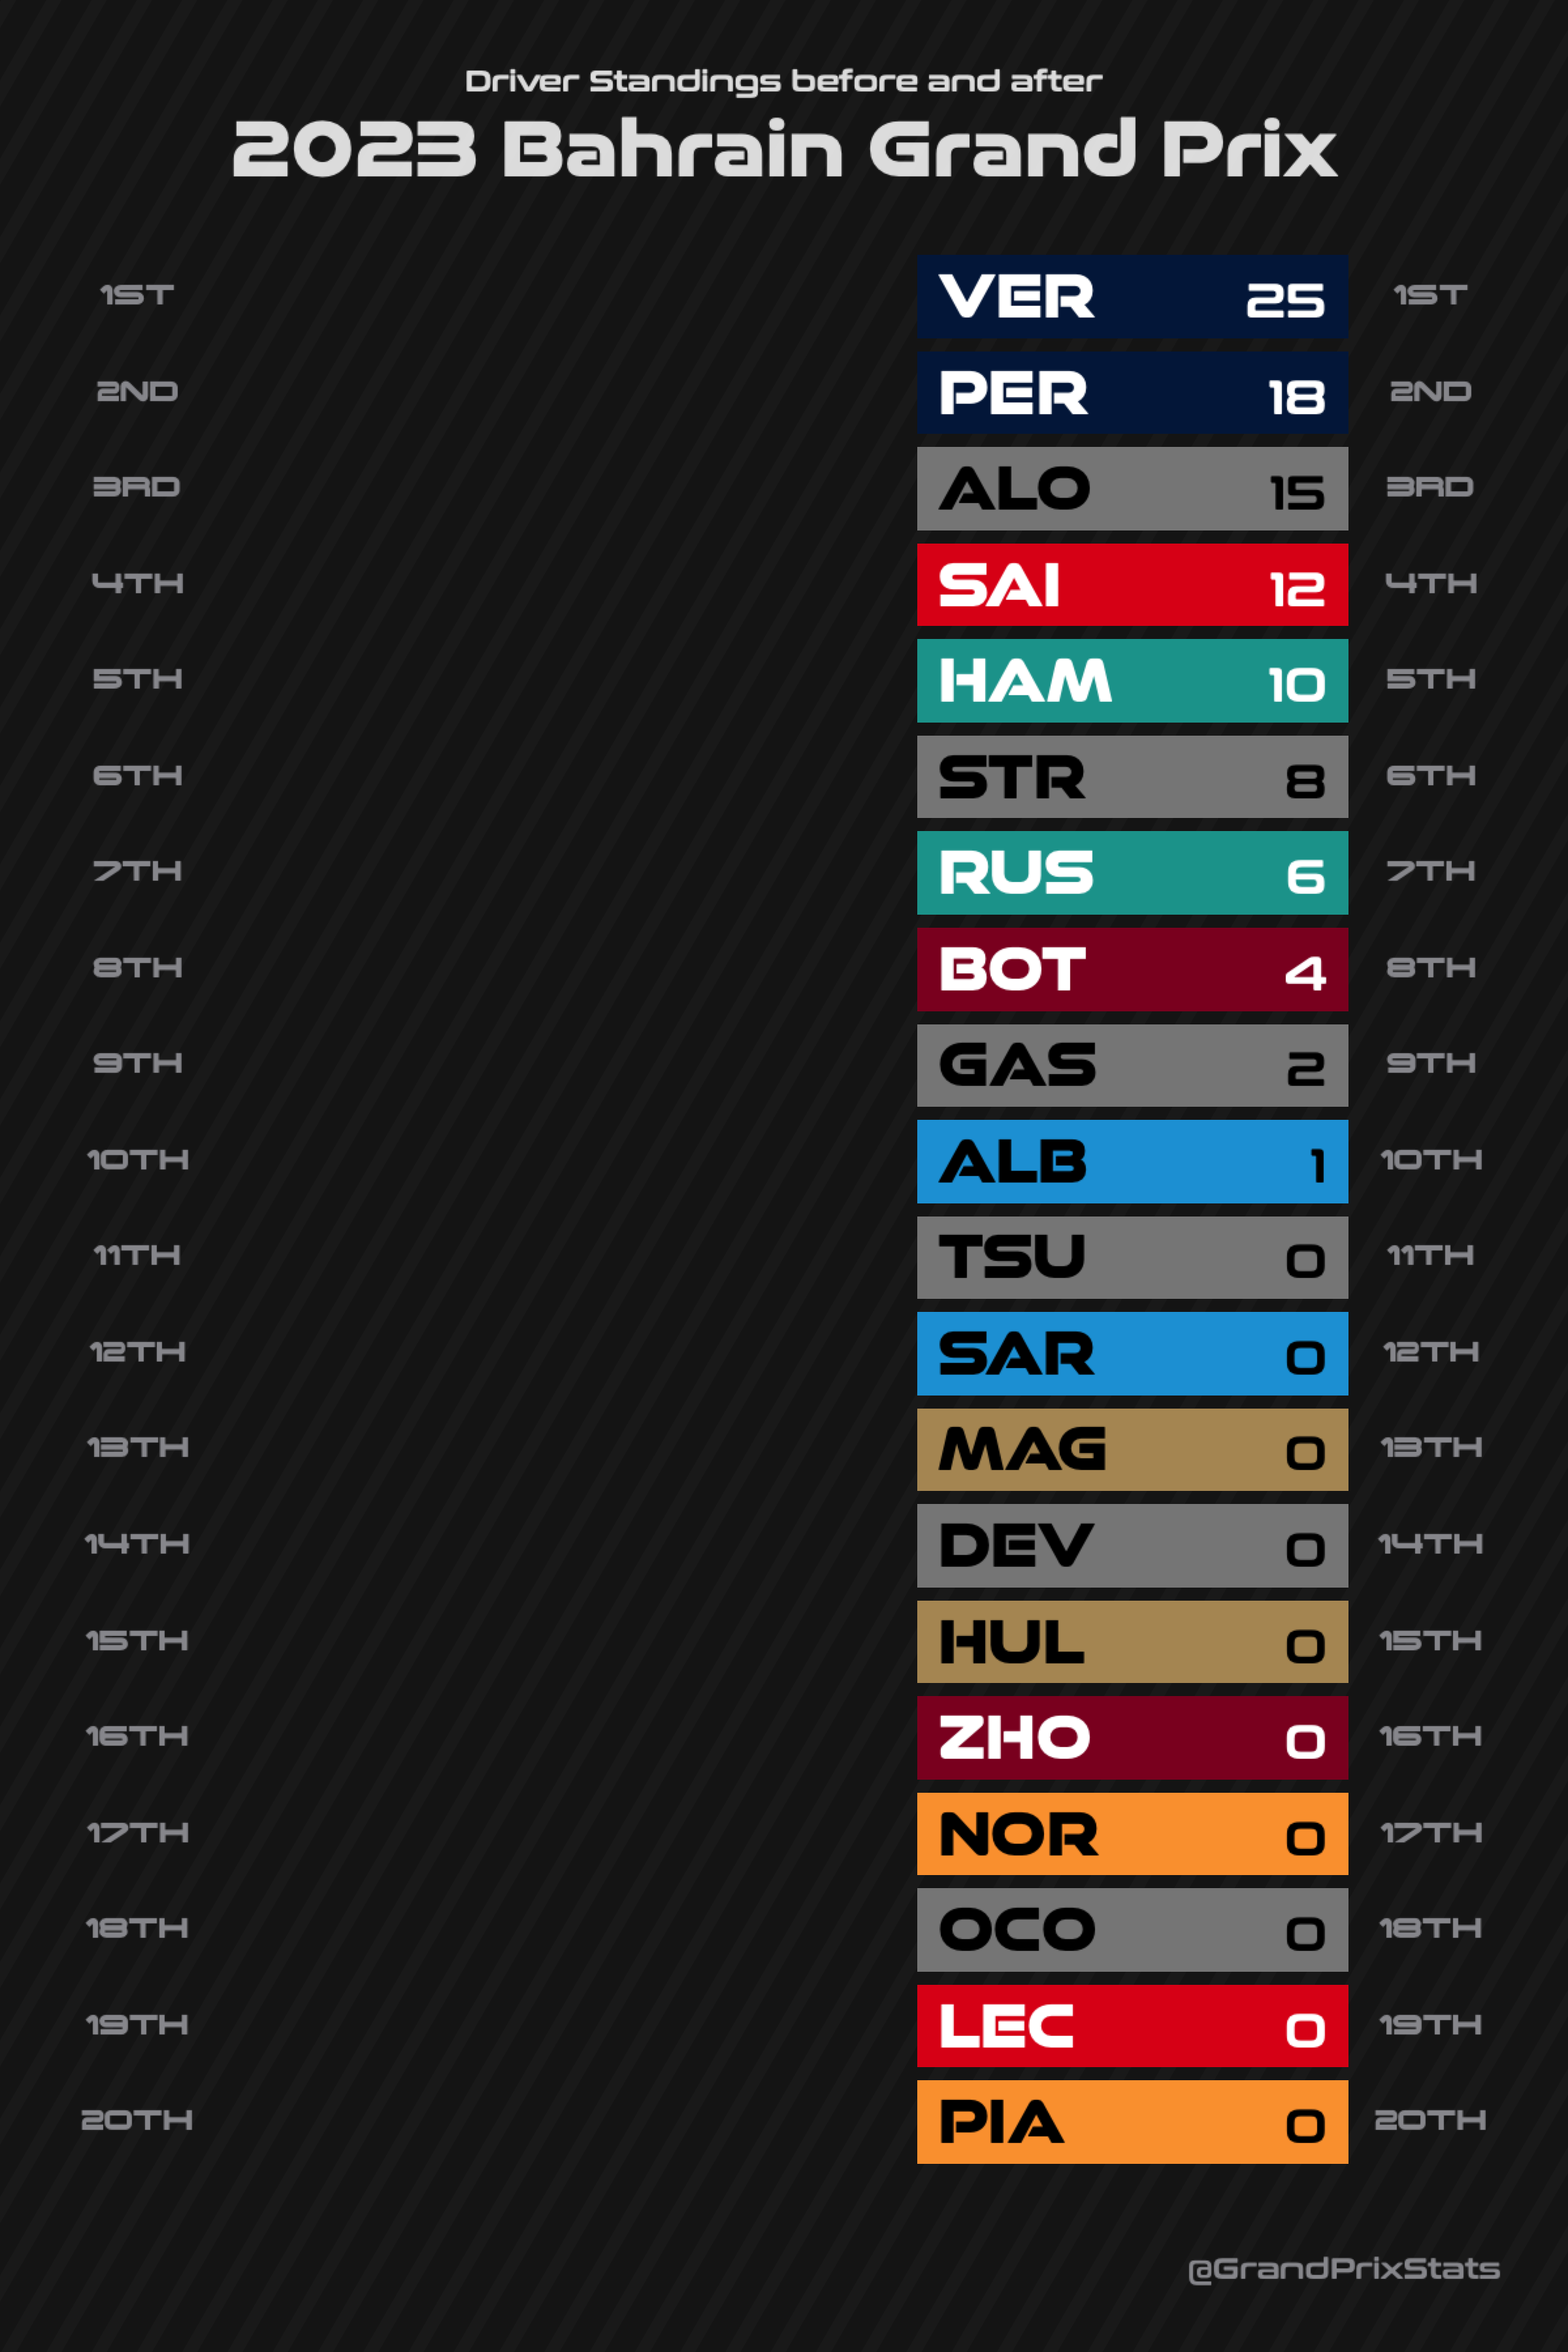 Driver Standings before and after
2023 Bahrain Grand Prix
1ST VER 25 1ST
2ND PER 18 2ND
3RD ALO 15 3RD
4TH SAI 12 4TH
5TH HAM 10 5TH
6TH STR 8 6TH
7TH RUS 6 7TH
8TH BOT 4 8TH
9TH GAS 2 9TH
10TH ALB 1 10TH
11TH TSU 0 11TH
12TH SAR 0 12TH
13TH MAG 0 13TH
14TH DEV 0 14TH
15TH HUL 0 15TH
16TH ZHO 0 16TH
17TH NOR 0 17TH
18TH OCO 0 18TH
19TH LEC 0 19TH
20TH PIA 0 20TH
@GrandPrixStats